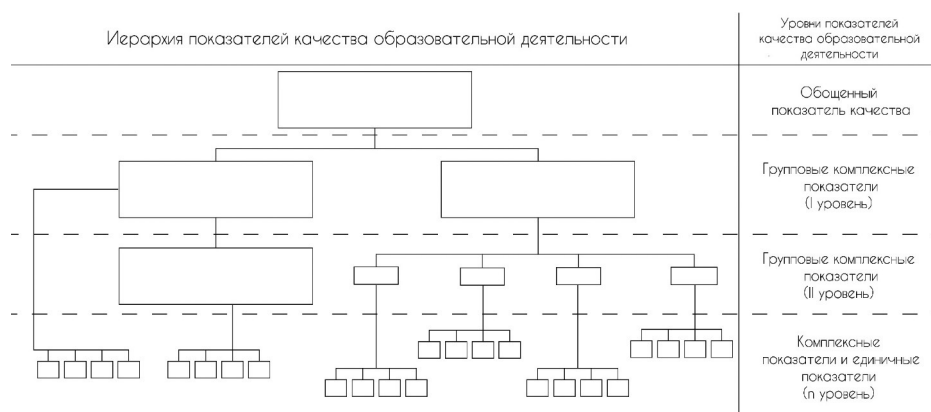 Иерархия показателей качества образовательной деятельности
Уровни показателей
качества образовательной
деятельности
Обощенный
показатель качества
Групповые комплексные
показатели
(I уровень)
Групповые комплексные
показатели
(II уровень)
Комплексные
показатели и единичные
показатели
(n уровень)